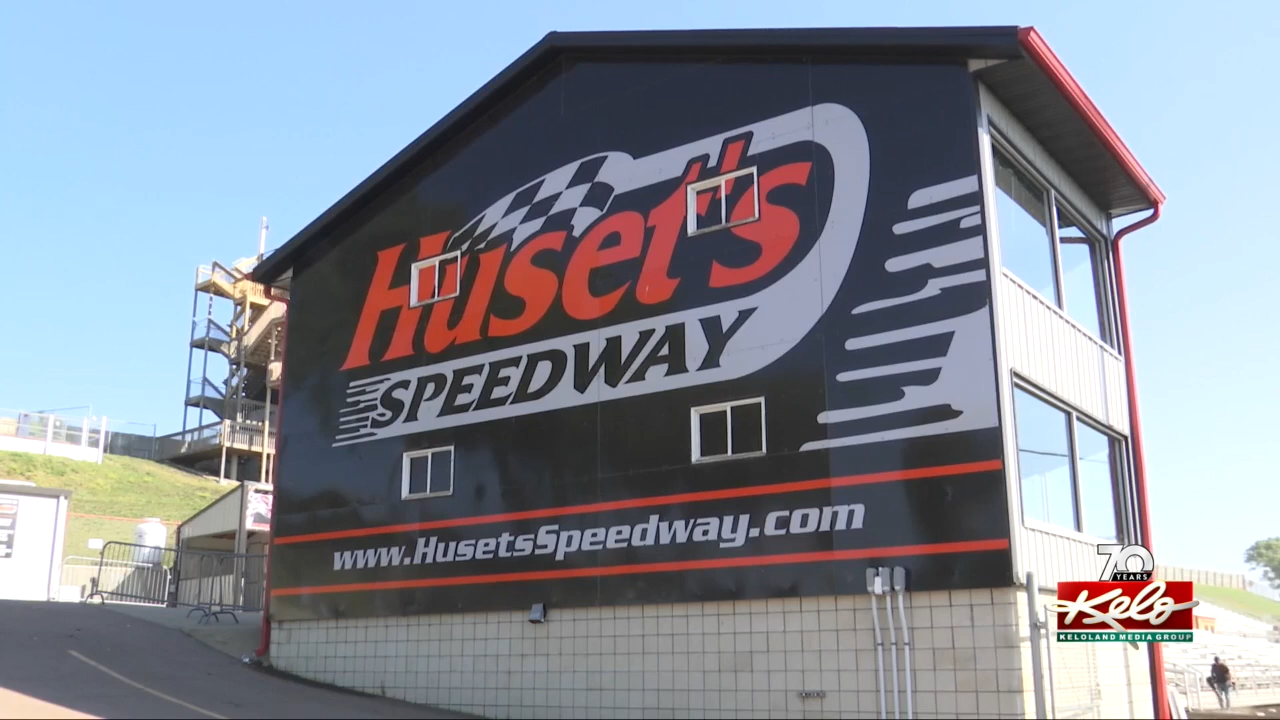 Huset's
SPEEDWAY
www.HusetsSpeedway.com
70
YEARS
Kelo
KELOLAND MEDIA GROUP